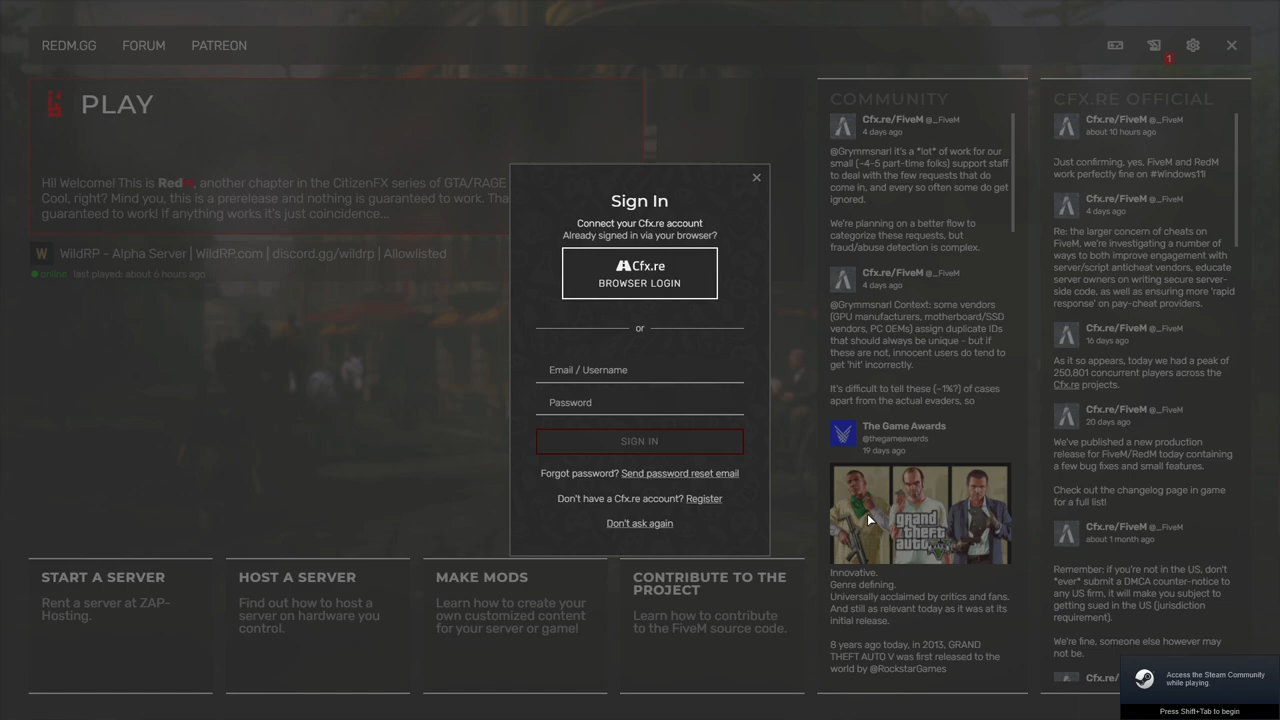 REDM.GG
FORUM
PATREON
1
PLAY
Hi! Welcome! This is RedM, another chapter in the CitizenFX series of GTA/RAGE
Cool, right? Mind you, this is a prerelease and nothing is guaranteed to work.
guaranteed to work! If anything works it's just coincidence...
W
WildRP - Alpha Server | WildRP.com | discord.gg/wildrp | Allowlisted
online last played: about 6 hours ago
Sign In
Connect your Cfx.re account
Already signed in via your browser?
Cfx.re
BROWSER LOGIN
or
Email / Username
Password
SIGN IN
Forgot password? Send password reset email
Don't have a Cfx.re account? Register
Don't ask again
START A SERVER
Rent a server at ZAP-
Hosting.
HOST A SERVER
Find out how to host a
server on hardware you
control.
MAKE MODS
Learn how to create your
own customized content
for your server or game!
CONTRIBUTE TO THE
PROJECT
Learn how to contribute
to the FiveM source code.
COMMUNITY
Cfx.re/FiveM @_FiveM
4 days ago
@Grymmsnarl it's a *lot* of work for our
small (~4-5 part-time folks) support staff
to deal with the few requests that do
come in, and every so often some do get
ignored.
We're planning on a better flow to
categorize these requests, but
fraud/abuse detection is complex.
Cfx.re/FiveM @_FiveM
4 days ago
@Grymmsnarl Context: some vendors
(GPU manufacturers, motherboard/SSD
vendors, PC OEMs) assign duplicate IDs
that should always be unique - but if
these are not, innocent users do tend to
get 'hit' incorrectly.
It's difficult to tell these (~1%?) of cases
apart from the actual evaders, so
The Game Awards
@thegameawards
19 days ago
grand
theft
auto
Innovative.
Genre defining.
Universally acclaimed by critics and fans.
And still as relevant today as it was at its
initial release.
8 years ago today, in 2013, GRAND
THEFT AUTO V was first released to the
world by @RockstarGames
CFX.RE OFFICIAL
Cfx.re/FiveM @_FiveM
about 10 hours ago
Just confirming, yes, FiveM and RedM
work perfectly fine on #Windows11!
Cfx.re/FiveM @_FiveM
4 days ago
Re: the larger concern of cheats on
FiveM, we're investigating a number of
ways to both improve engagement with
server/script anticheat vendors, educate
server owners on writing secure server-
side code, as well as ensuring more 'rapid
response' on pay-cheat providers.
Cfx.re/FiveM @_FiveM
16 days ago
As it so appears, today we had a peak of
250,801 concurrent players across the
Cfx.re projects.
Cfx.re/FiveM @_FiveM
20 days ago
We've published a new production
release for FiveM/RedM today containing
a few bug fixes and small features.
Check out the changelog page in game
for a full list!
Cfx.re/FiveM @_FiveM
about 1 month ago
Remember: if you're not in the US, don't
*ever* submit a DMCA counter-notice to
any US firm, it will make you subject to
getting sued in the US (jurisdiction
requirement).
We're fine, someone else however may
not be.
Cfx.re/
Access the Steam Community
while playing.
Press Shift+Tab to begin